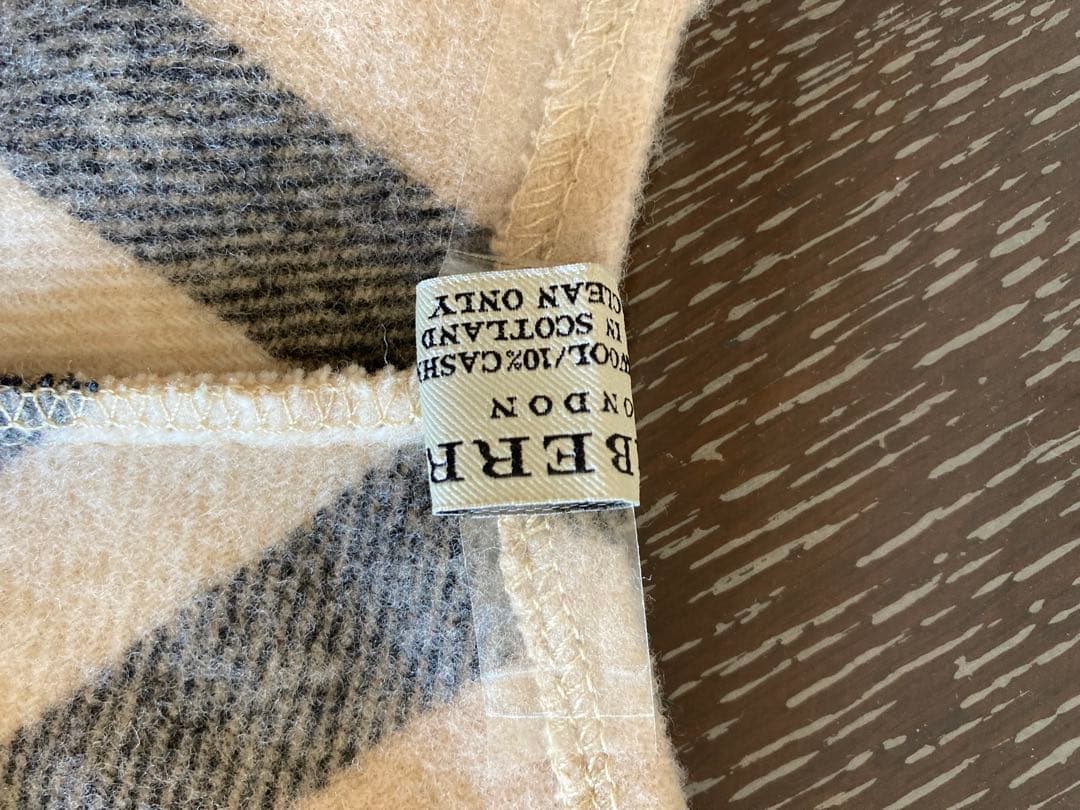 BERR
ONDON
WOOL/10%CASH
IN SCOTLAND
CLEAN ONLY